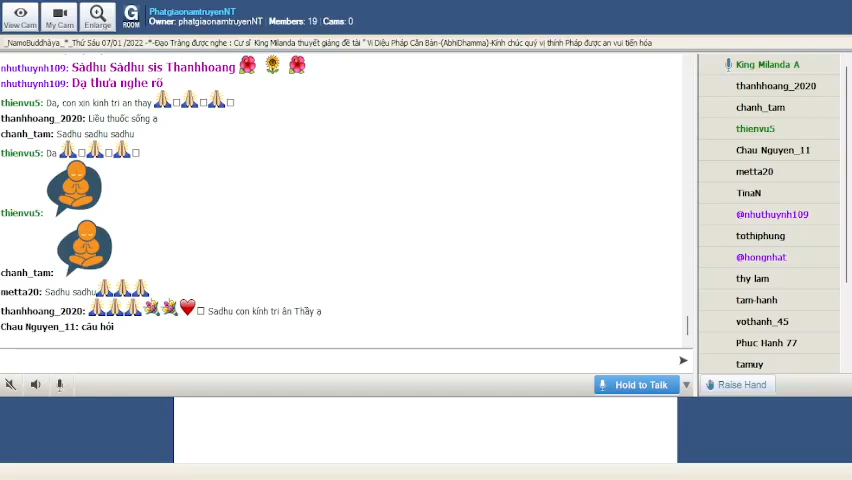 PhatgiaonamtruyenNT
Owner: phatgiaonamtruyenNT Members: 19 | Cams: 0
View Cam
My Cam
Enlarge
G
ROOM
_NamoBuddhàya_*_Thứ Sáu 07/01 /2022 -*-Đạo Tràng được nghe : Cư sĩ King Milanda thuyết giảng đề tài " Vi Diệu Pháp Căn Bản-(AbhiDhamma)-Kính chúc quý vị thính Pháp được an vui tiến hóa
nhuthuynh109: Sàdhu Sàdhu sis Thanhhoang
nhuthuynh109: Dạ thưa nghe rõ
thienvu5: Da, con xin kinh tri an thay
thanhhoang_2020: Liều thuốc sống ạ
chanh_tam: Sadhu sadhu sadhu
thienvu5: Da
thienvu5:
chanh_tam:
metta20: Sadhu sadhu
thanhhoang_2020: Sadhu con kính tri ân Thầy ạ
Chau Nguyen_11: câu hỏi
Hold to Talk
King Milanda A
thanhhoang_2020
chanh_tam
thienvu5
Chau Nguyen_11
metta20
TinaN
@nhuthuynh109
tothiphung
@hongnhat
thy lam
tam-hanh
vothanh_45
Phuc Hanh 77
tamuy
Raise Hand